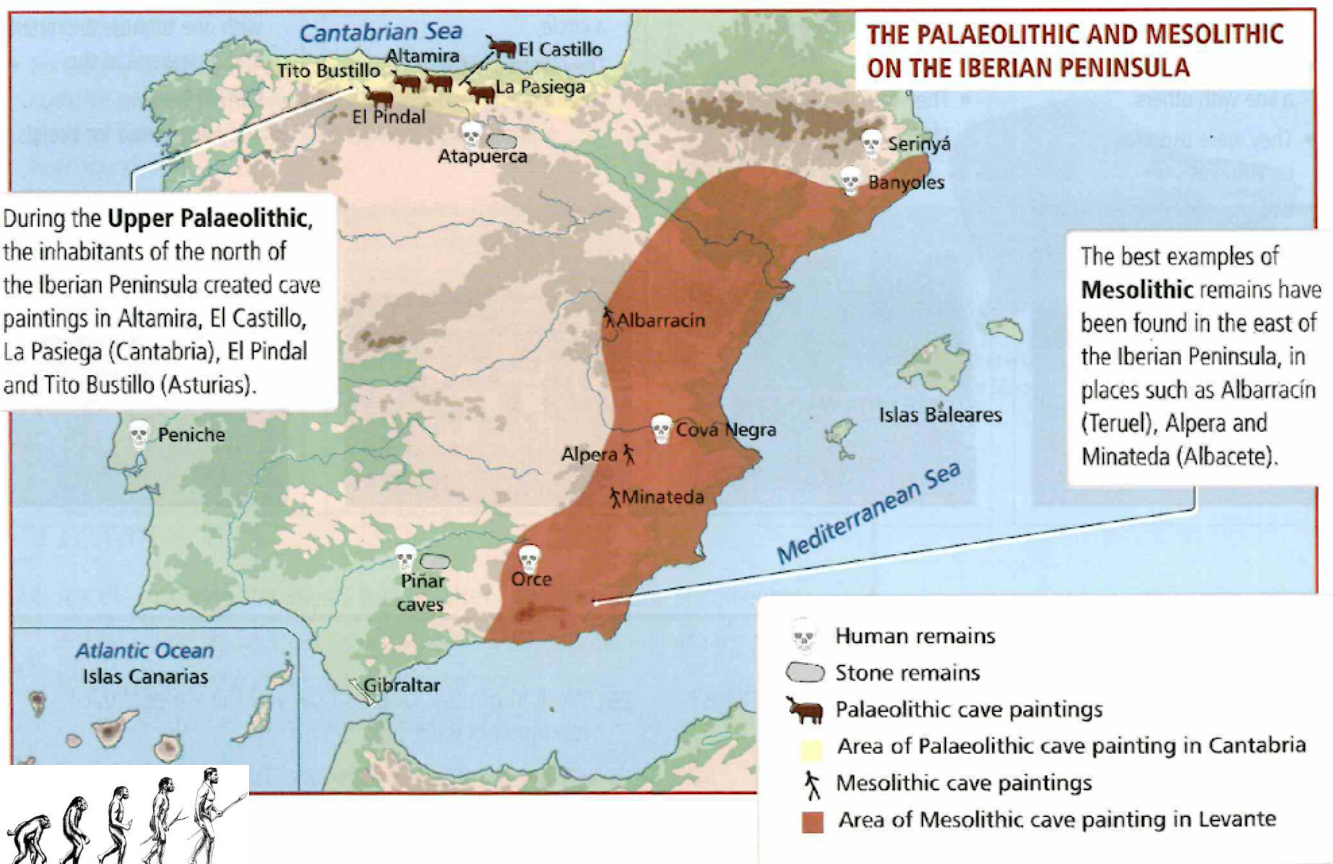 THE PALAEOLITHIC AND MESOLITHIC
ON THE IBERIAN PENINSULA
Cantabrian Sea
Altamira
El Castillo
Tito Bustillo
La Pasiega
El Pindal
Atapuerca
Serinyá
Banyoles
During the Upper Palaeolithic,
the inhabitants of the north of
the Iberian Peninsula created cave
paintings in Altamira, El Castillo,
La Pasiega (Cantabria), El Pindal
and Tito Bustillo (Asturias).
The best examples of
Mesolithic remains have
been found in the east of
the Iberian Peninsula, in
places such as Albarracín
(Teruel), Alpera and
Minateda (Albacete).
Albarracín
Islas Baleares
Peniche
Cova Negra
Alpera
Minateda
Mediterranean Sea
Piñar
caves
Orce
Atlantic Ocean
Islas Canarias
Gibraltar
Human remains
Stone remains
Palaeolithic cave paintings
Area of Palaeolithic cave painting in Cantabria
Mesolithic cave paintings
Area of Mesolithic cave painting in Levante